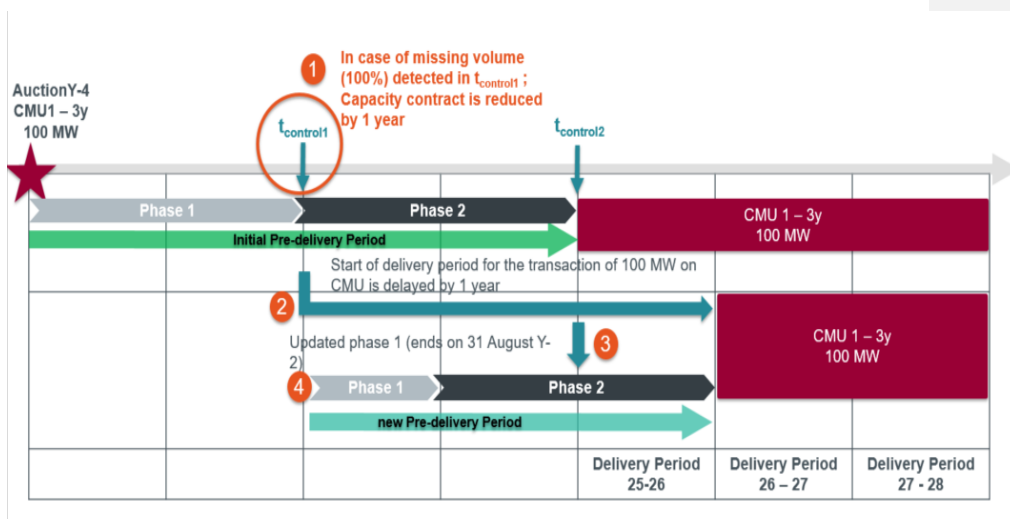 AuctionY-4
CMU1 – 3y
100 MW
1
In case of missing volume
(100%) detected in tcontrol1 ;
Capacity contract is reduced
by 1 year
tcontrol1
tcontrol2
Phase 1
Phase 2
CMU 1 – 3y
100 MW
Initial Pre-delivery Period
Start of delivery period for the transaction of 100 MW on
CMU is delayed by 1 year
2
CMU 1 – 3y
100 MW
Updated phase 1 (ends on 31 August Y-
2)
3
4
Phase 1
Phase 2
new Pre-delivery Period
Delivery Period
25-26
Delivery Period
26 – 27
Delivery Period
27 - 28